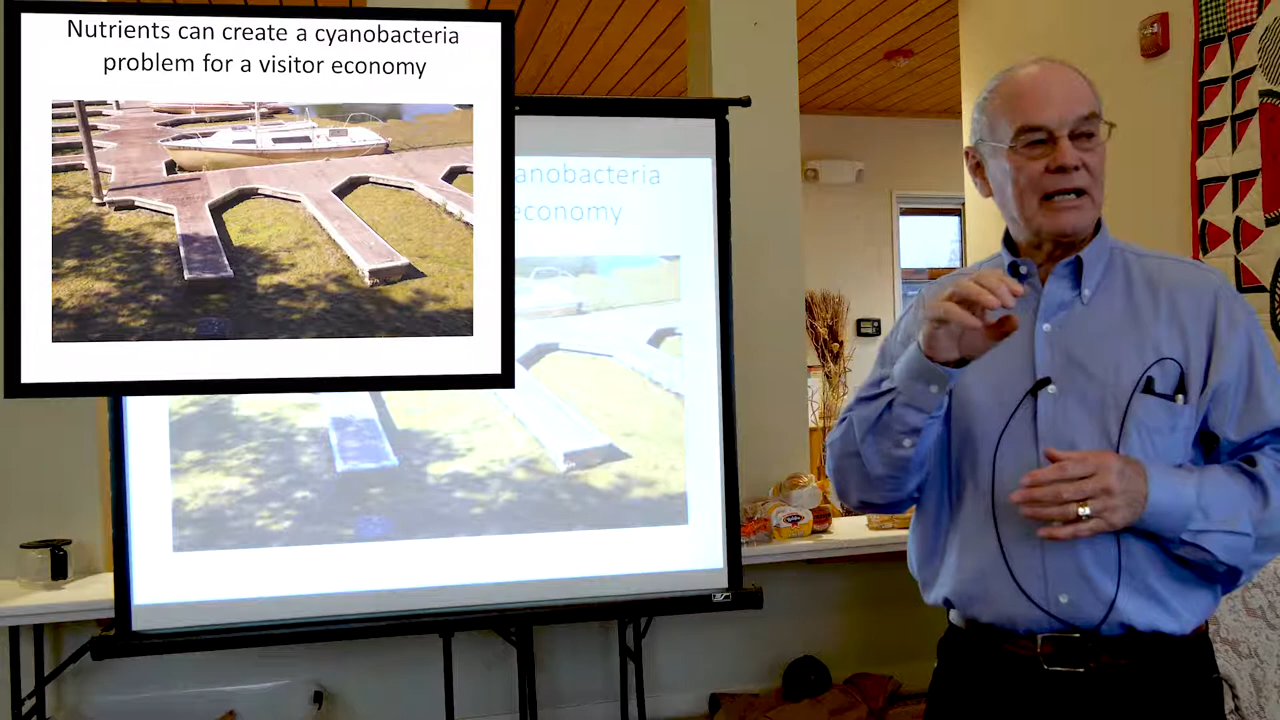 Nutrients can create a cyanobacteria
problem for a visitor economy
anobacteria
economy